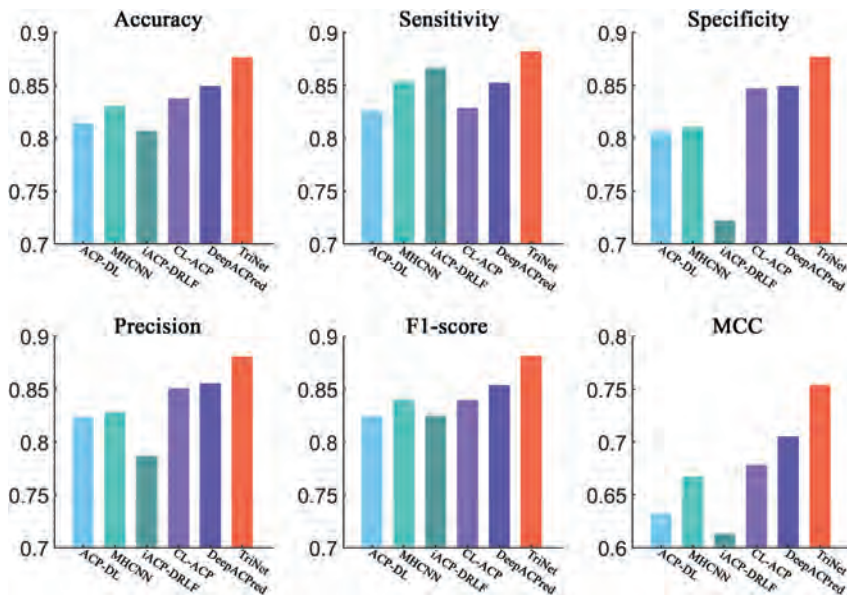 Accuracy
0.9
0.85
0.8
0.75
0.7
ACP-DL
MHCNN
iACP-DRLF
CL-ACP
DeepACPred
TriNet
Sensitivity
0.9
0.85
0.8
0.75
0.7
ACP-DL
MHCNN
iACP-DRLF
CL-ACP
DeepACPred
TriNet
Specificity
0.9
0.85
0.8
0.75
0.7
ACP-DL
MHCNN
iACP-DRLF
CL-ACP
DeepACPred
TriNet
Precision
0.9
0.85
0.8
0.75
0.7
ACP-DL
MHCNN
iACP-DRLF
CL-ACP
DeepACPred
TriNet
F1-score
0.9
0.85
0.8
0.75
0.7
ACP-DL
MHCNN
iACP-DRLF
CL-ACP
DeepACPred
TriNet
MCC
0.8
0.75
0.7
0.65
0.6
ACP-DL
MHCNN
iACP-DRLF
CL-ACP
DeepACPred
TriNet